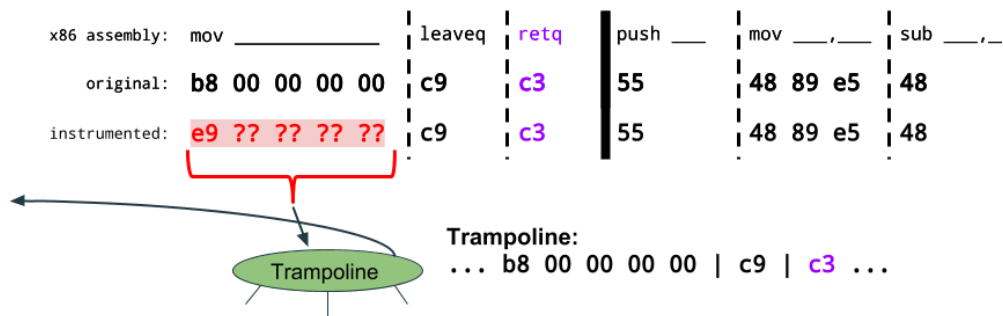 x86 assembly: mov ___________ leaveq retq push ___ mov ___,___ sub ___,__
original: b8 00 00 00 00 c9 c3 55 48 89 e5 48
instrumented: e9 ?? ?? ?? ?? c9 c3 55 48 89 e5 48
Trampoline:
... b8 00 00 00 00 | c9 | c3 ...
Trampoline